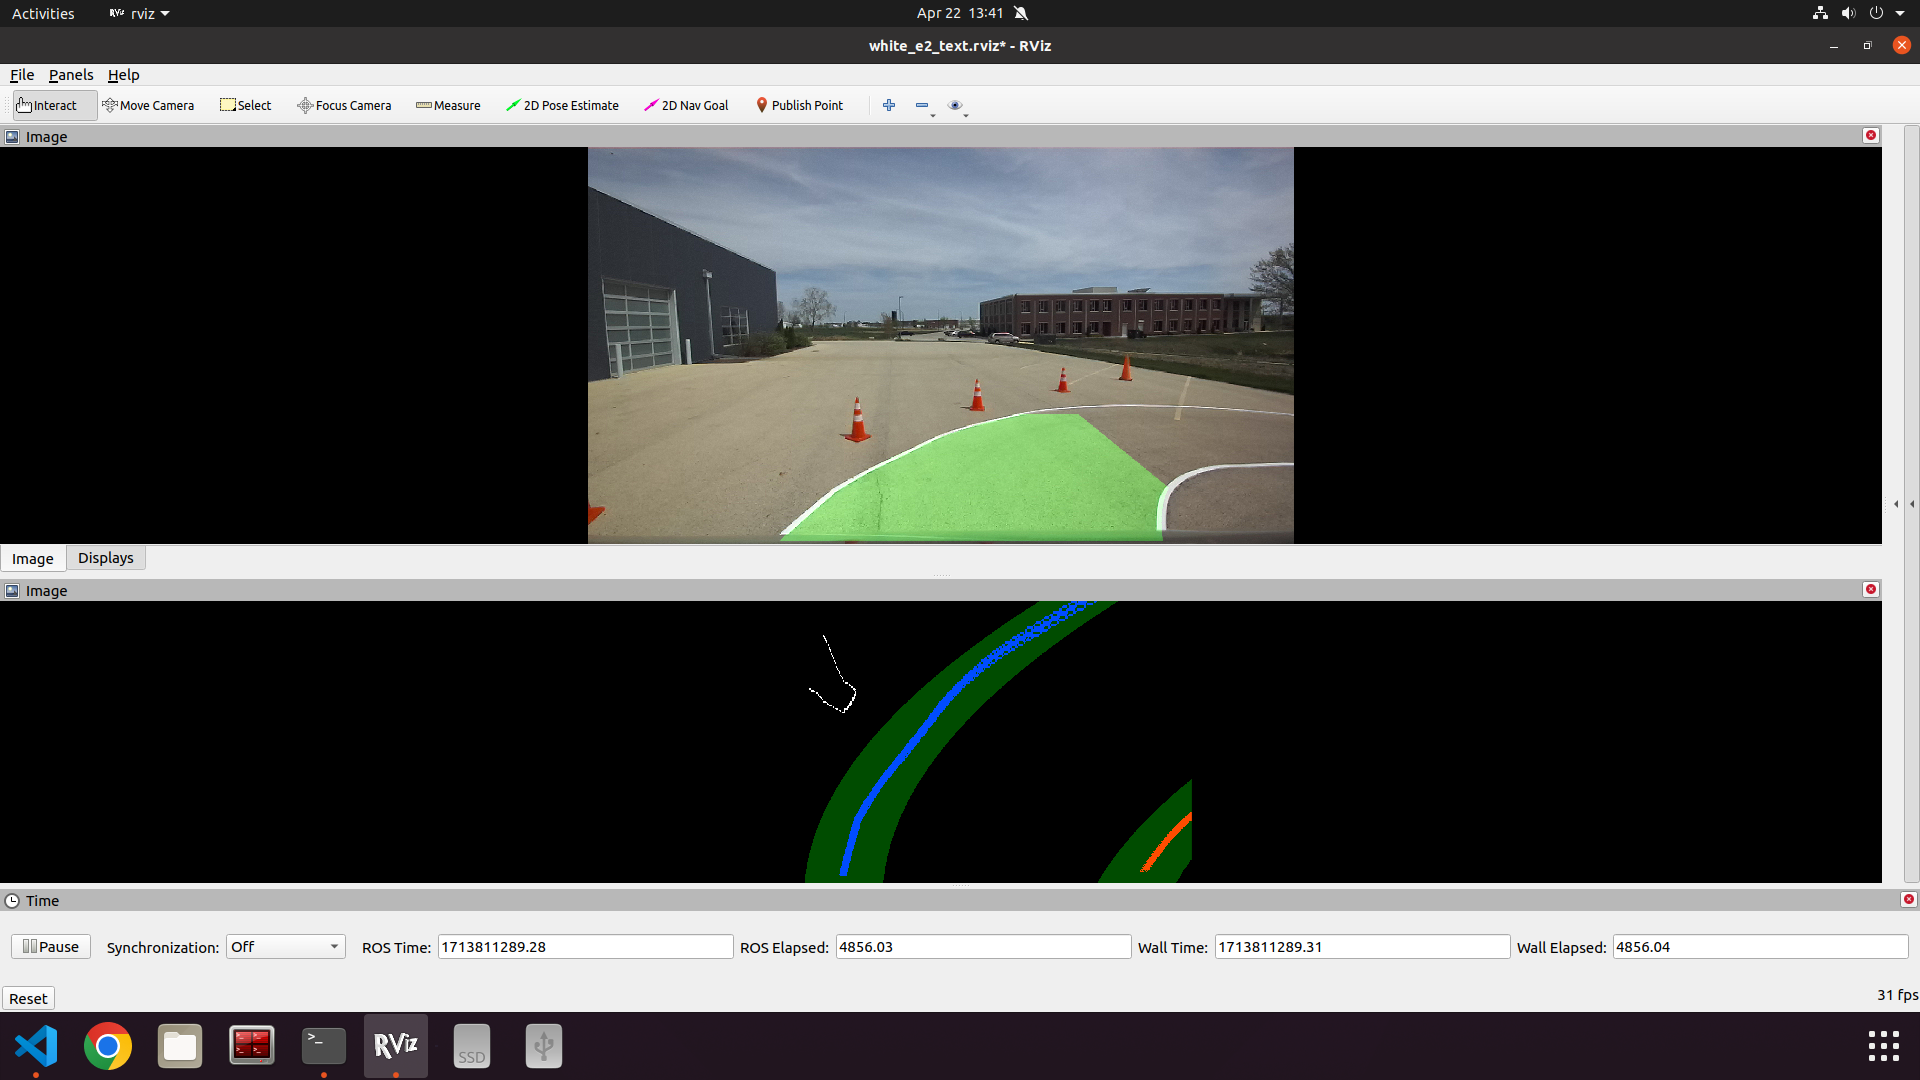 Activities RViz rviz Apr 22 13:41
white_e2_text.rviz* - RViz
File Panels Help
Interact Move Camera Select Focus Camera Measure 2D Pose Estimate 2D Nav Goal Publish Point
Image
Image Displays
Image
Time
Pause Synchronization: Off ROS Time: 1713811289.28 ROS Elapsed: 4856.03 Wall Time: 1713811289.31 Wall Elapsed: 4856.04
Reset 31 fps
>_ RViz SSD